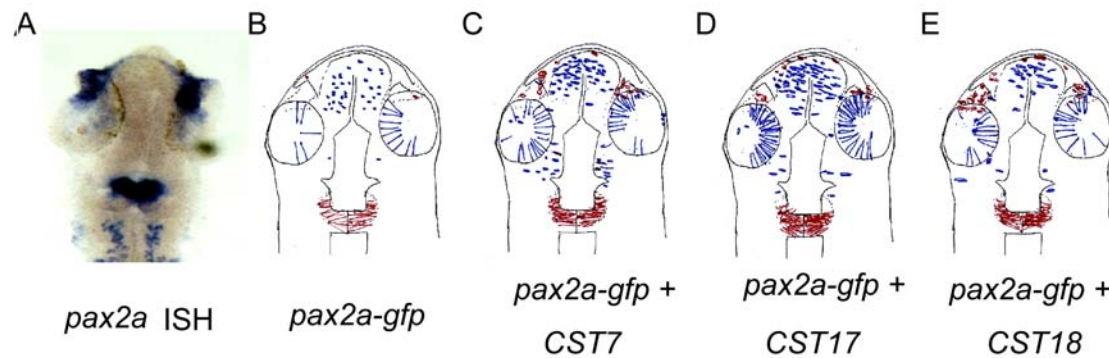 A
B
C
D
E
pax2a ISH
pax2a-gfp
pax2a-gfp +
CST7
pax2a-gfp +
CST17
pax2a-gfp +
CST18